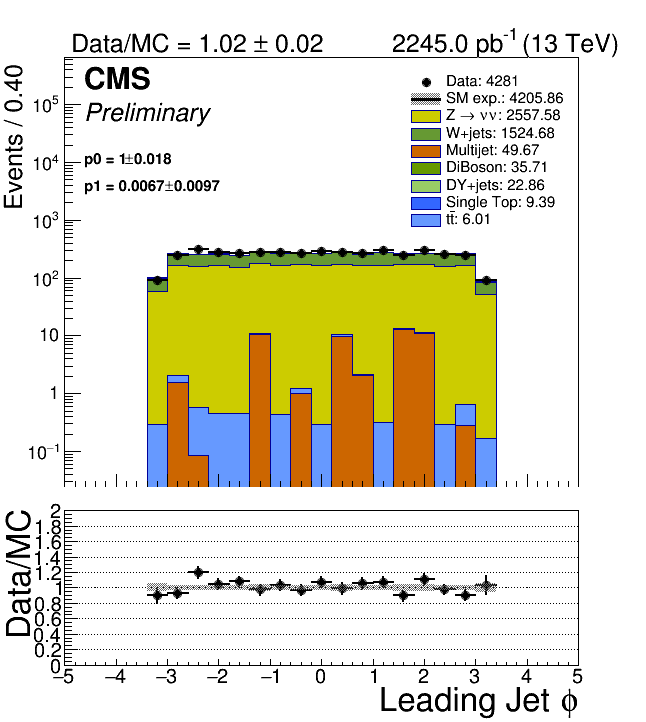 Data/MC = 1.02 ± 0.02 2245.0 pb⁻¹ (13 TeV)
CMS
Preliminary
p0 = 1±0.018
p1 = 0.0067±0.0097
Data: 4281
SM exp.: 4205.86
Z → νν: 2557.58
W+jets: 1524.68
Multijet: 49.67
DiBoson: 35.71
DY+jets: 22.86
Single Top: 9.39
tt̄: 6.01
Events / 0.40
10⁵
10⁴
10³
10²
10
1
10⁻¹
Data/MC
2
1.8
1.6
1.4
1.2
1
0.8
0.6
0.4
0.2
0
−5 −4 −3 −2 −1 0 1 2 3 4 5
Leading Jet ϕ